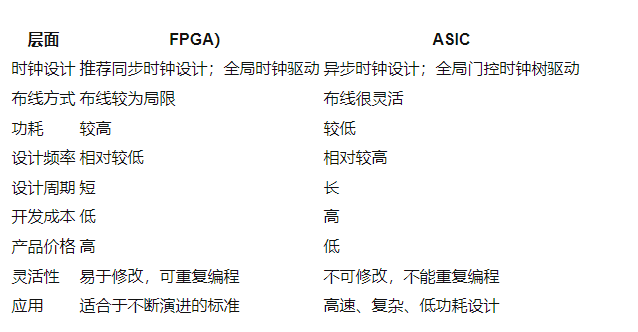 层面 FPGA） ASIC
时钟设计 推荐同步时钟设计；全局时钟驱动 异步时钟设计；全局门控时钟树驱动
布线方式 布线较为局限 布线很灵活
功耗 较高 较低
设计频率 相对较低 相对较高
设计周期 短 长
开发成本 低 高
产品价格 高 低
灵活性 易于修改，可重复编程 不可修改，不能重复编程
应用 适合于不断演进的标准 高速、复杂、低功耗设计